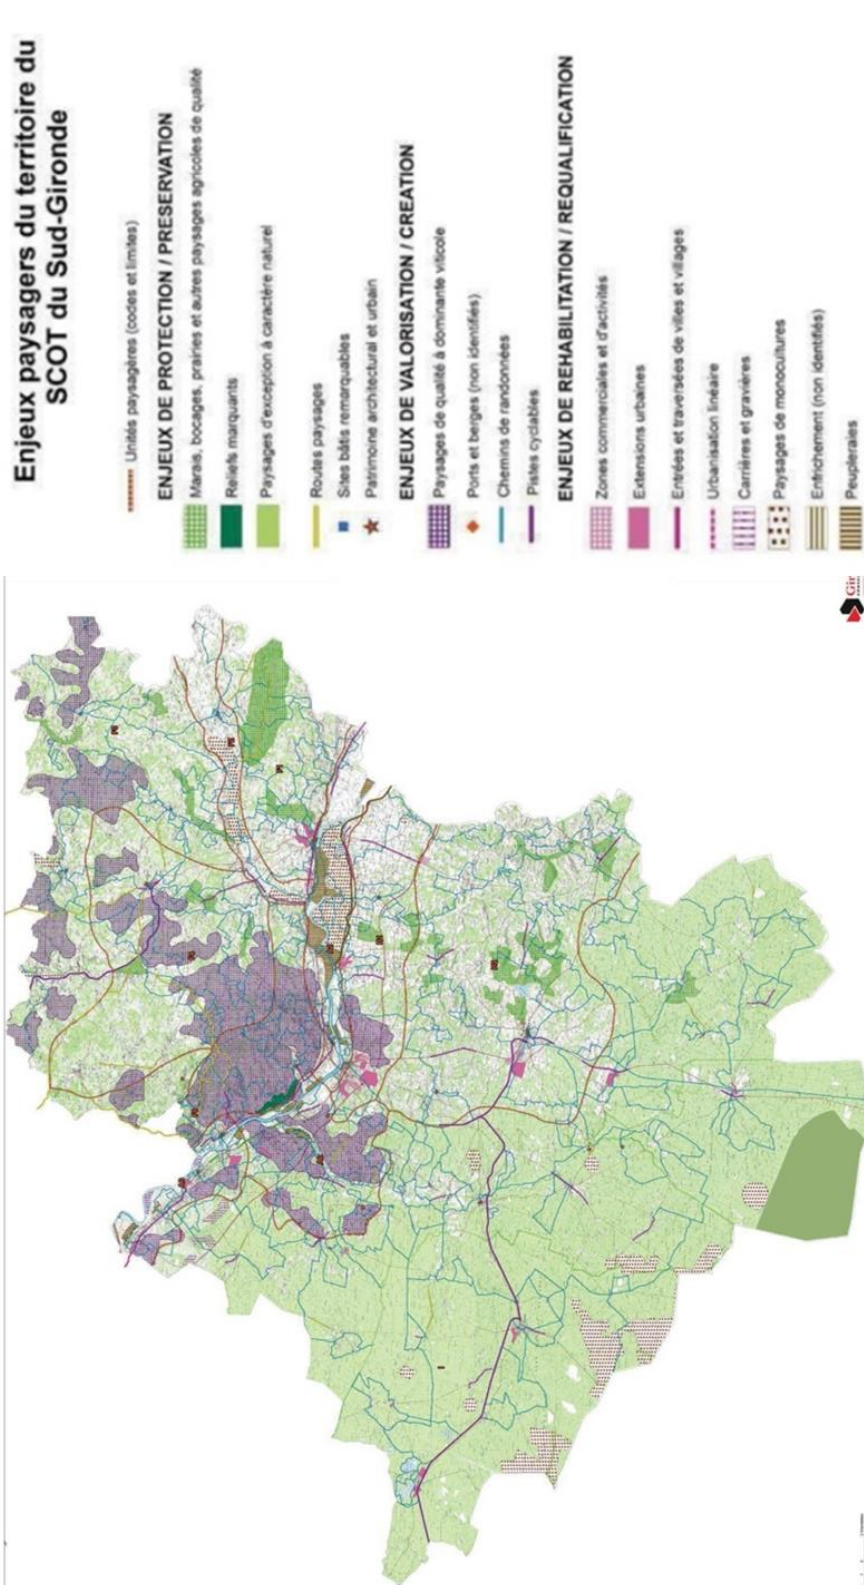 Enjeux paysagers du territoire du
SCOT du Sud-Gironde
Unités paysagères (codes et limites)
ENJEUX DE PROTECTION / PRESERVATION
Marais, bocages, prairies et autres paysages agricoles de qualité
Reliefs marquants
Paysages d'exception à caractère naturel
Routes paysages
Sites bâtis remarquables
Patrimoine architectural et urbain
ENJEUX DE VALORISATION / CREATION
Paysages de qualité à dominante viticole
Ports et berges (non identifiés)
Chemins de randonnées
Pistes cyclables
ENJEUX DE REHABILITATION / REQUALIFICATION
Zones commerciales et d'activités
Extensions urbaines
Entrées et traversées de villes et villages
Urbanisation linéaire
Carrières et gravières
Paysages de monocultures
Enfrichement (non identifiés)
Peupleraies
Gir